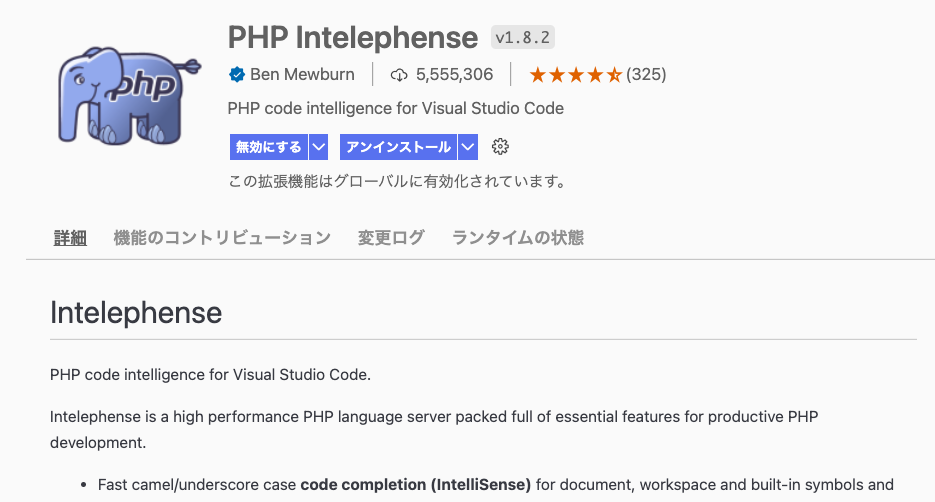 PHP Intelephense v1.8.2
Ben Mewburn 5,555,306 (325)
php
PHP code intelligence for Visual Studio Code
無効にする アンインストール
この拡張機能はグローバルに有効化されています。
詳細 機能のコントリビューション 変更ログ ランタイムの状態
Intelephense
PHP code intelligence for Visual Studio Code.
Intelephense is a high performance PHP language server packed full of essential features for productive PHP
development.
• Fast camel/underscore case code completion (IntelliSense) for document, workspace and built-in symbols and